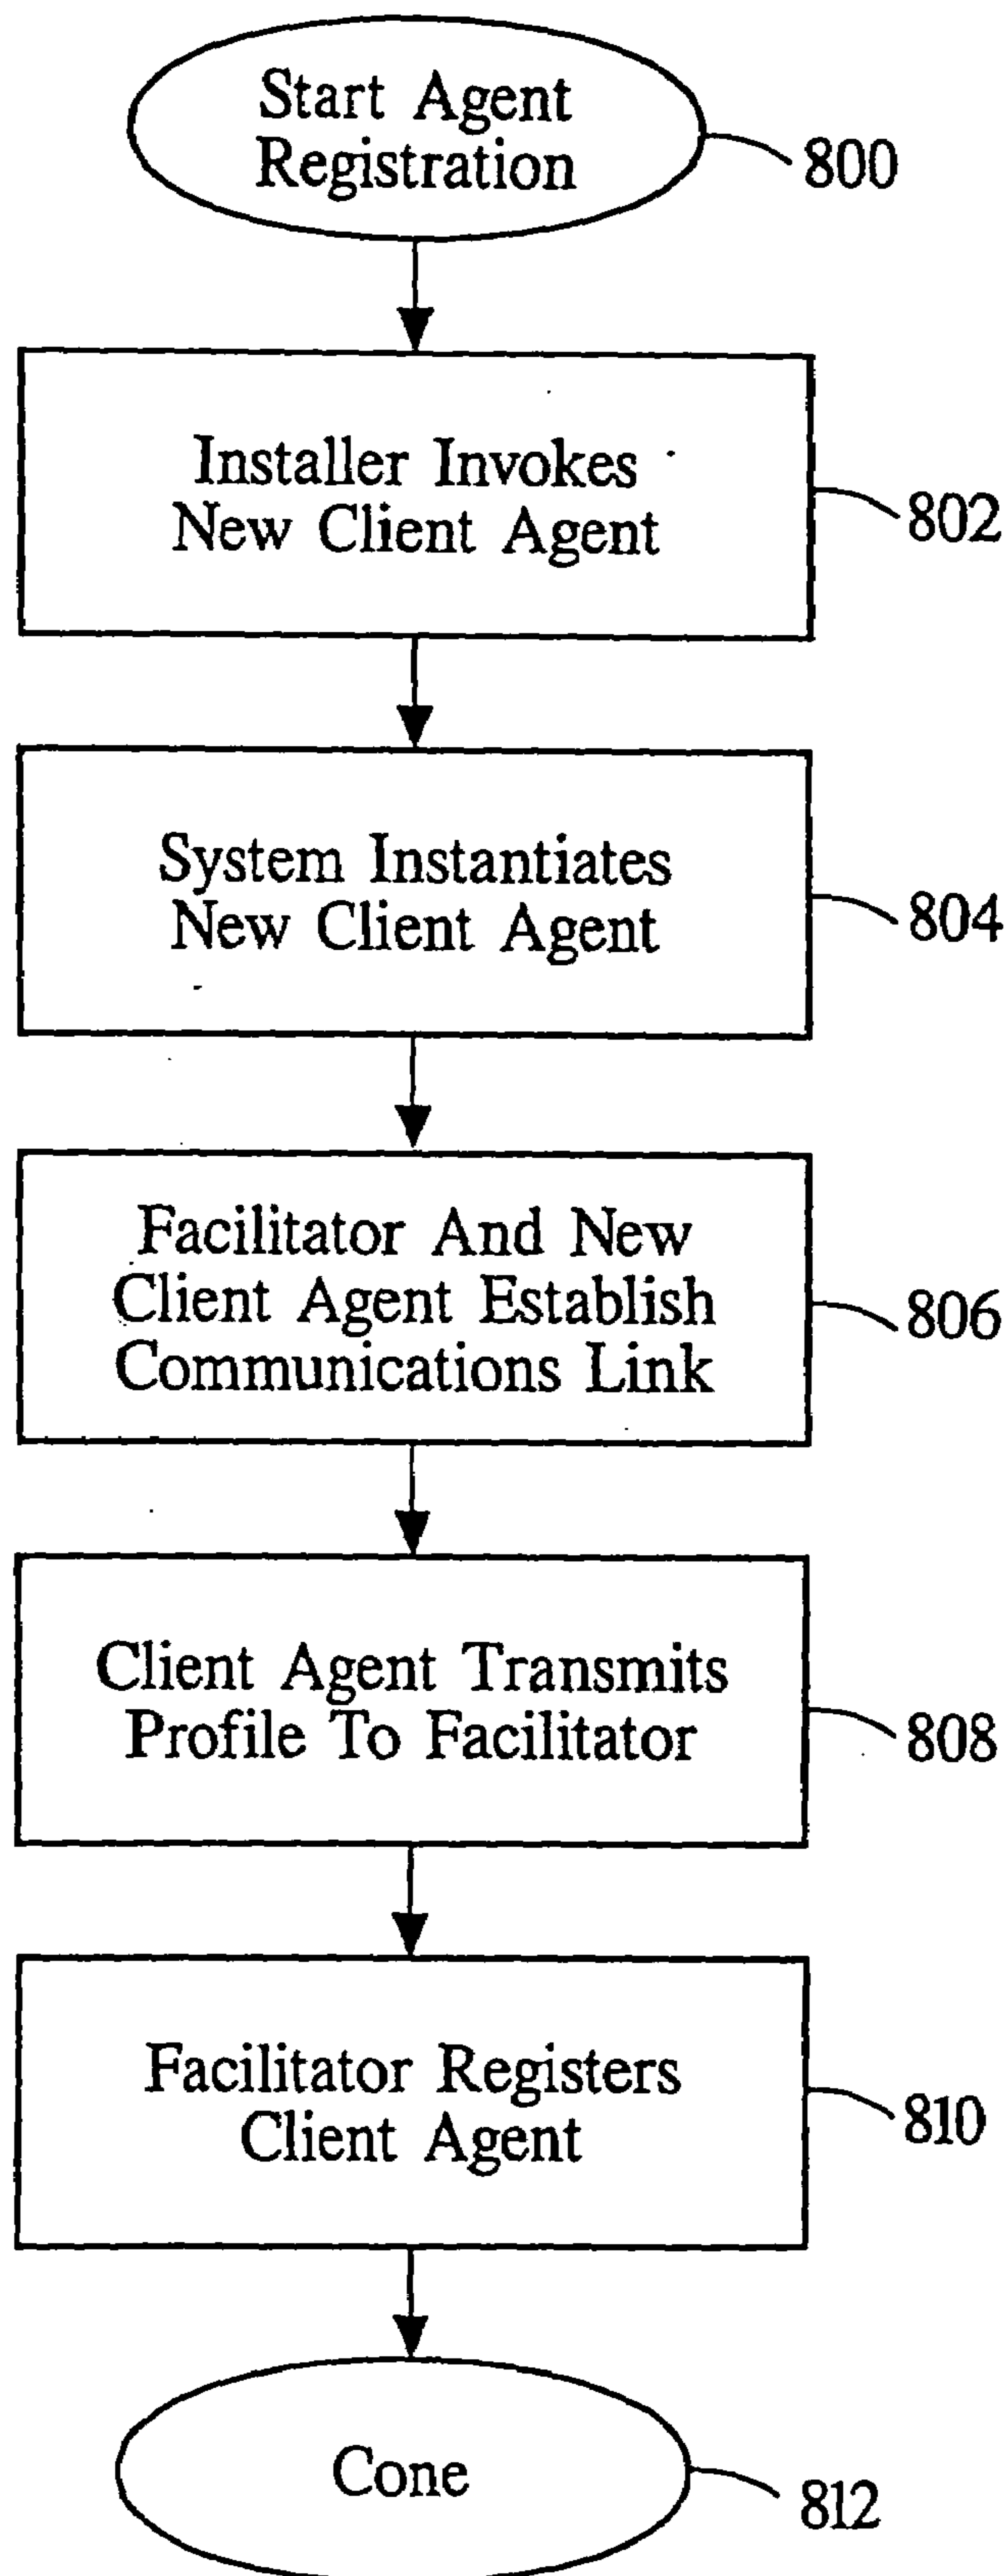 Start Agent
Registration
800
Installer Invokes
New Client Agent
802
System Instantiates
New Client Agent
804
Facilitator And New
Client Agent Establish
Communications Link
806
Client Agent Transmits
Profile To Facilitator
808
Facilitator Registers
Client Agent
810
Cone
812